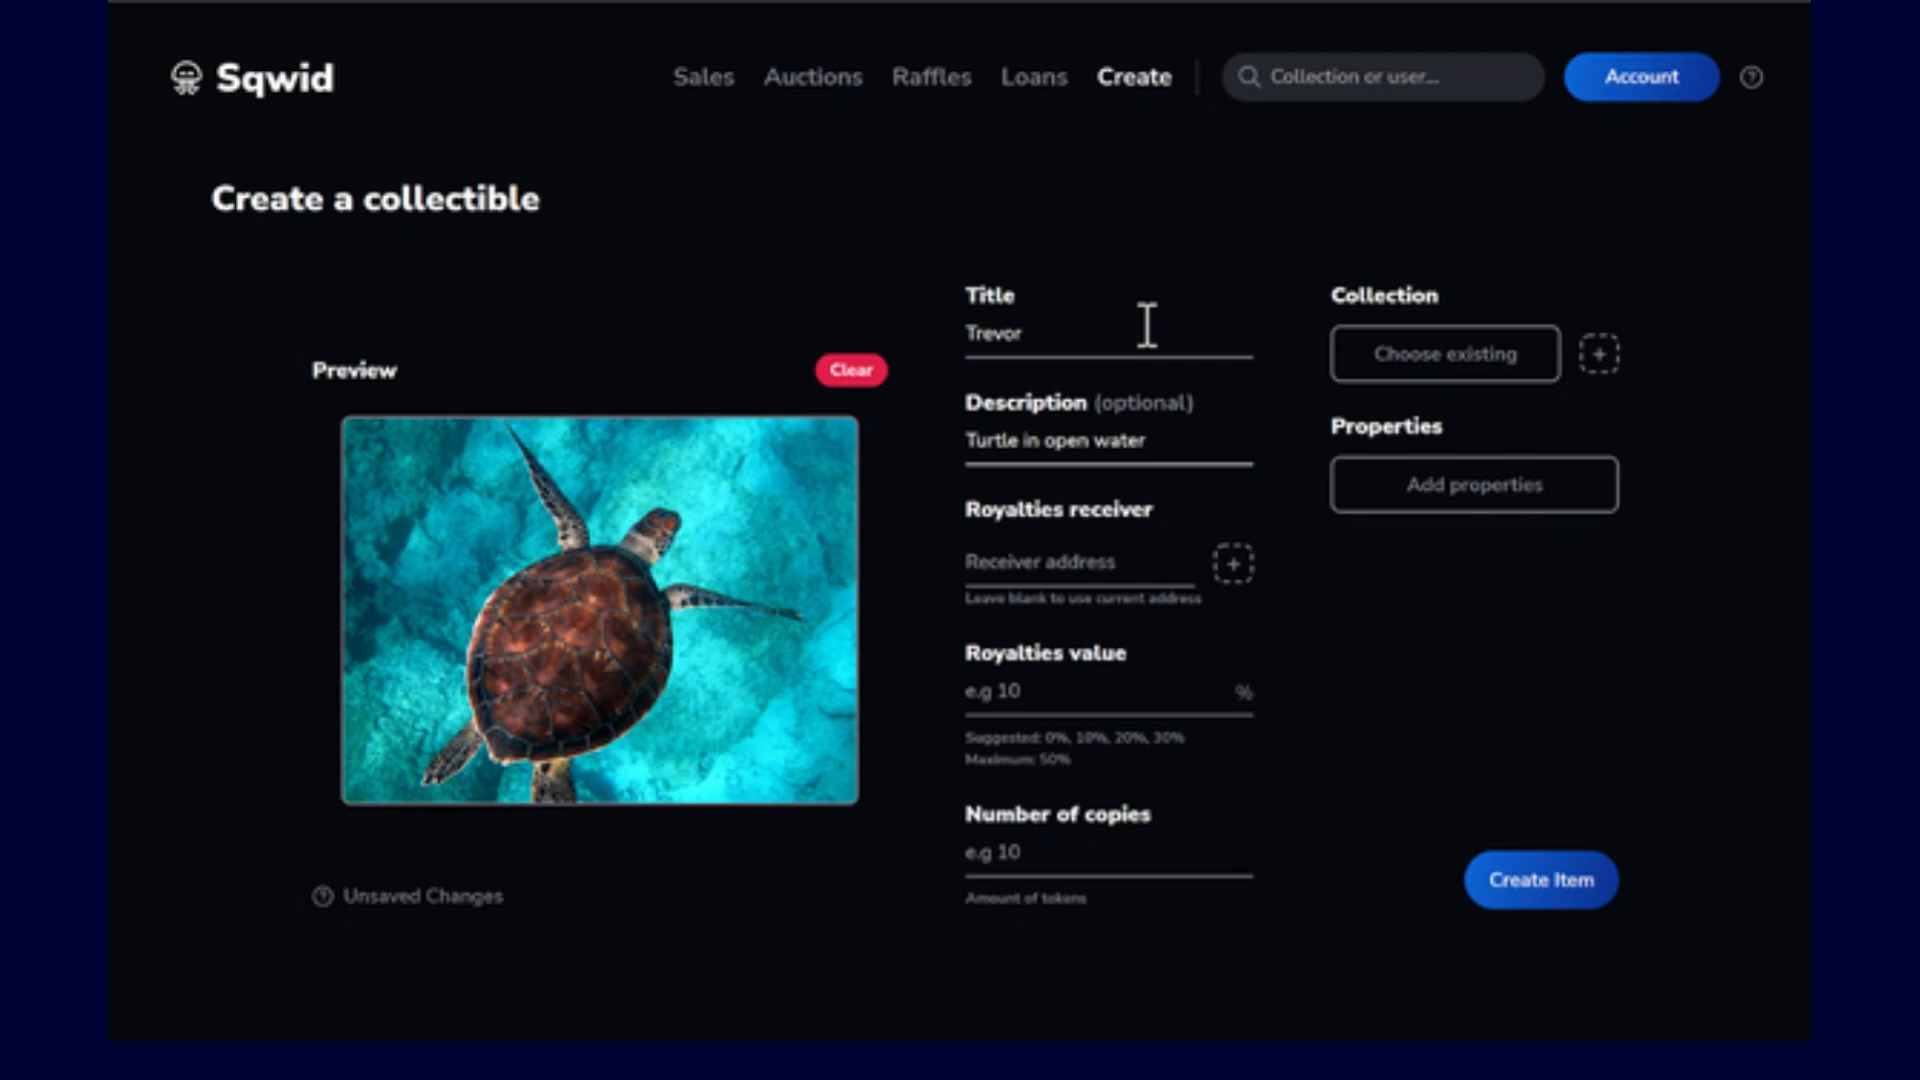 Sqwid
Sales
Auctions
Raffles
Loans
Create
Collection or user...
Account
Create a collectible
Preview
Clear
Unsaved Changes
Title
Trevor
Description (optional)
Turtle in open water
Royalties receiver
Receiver address
Leave blank to use current address
Royalties value
e.g 10 %
Suggested: 0%, 10%, 20%, 30%
Maximum: 50%
Number of copies
e.g 10
Amount of tokens
Collection
Choose existing
Properties
Add properties
Create Item